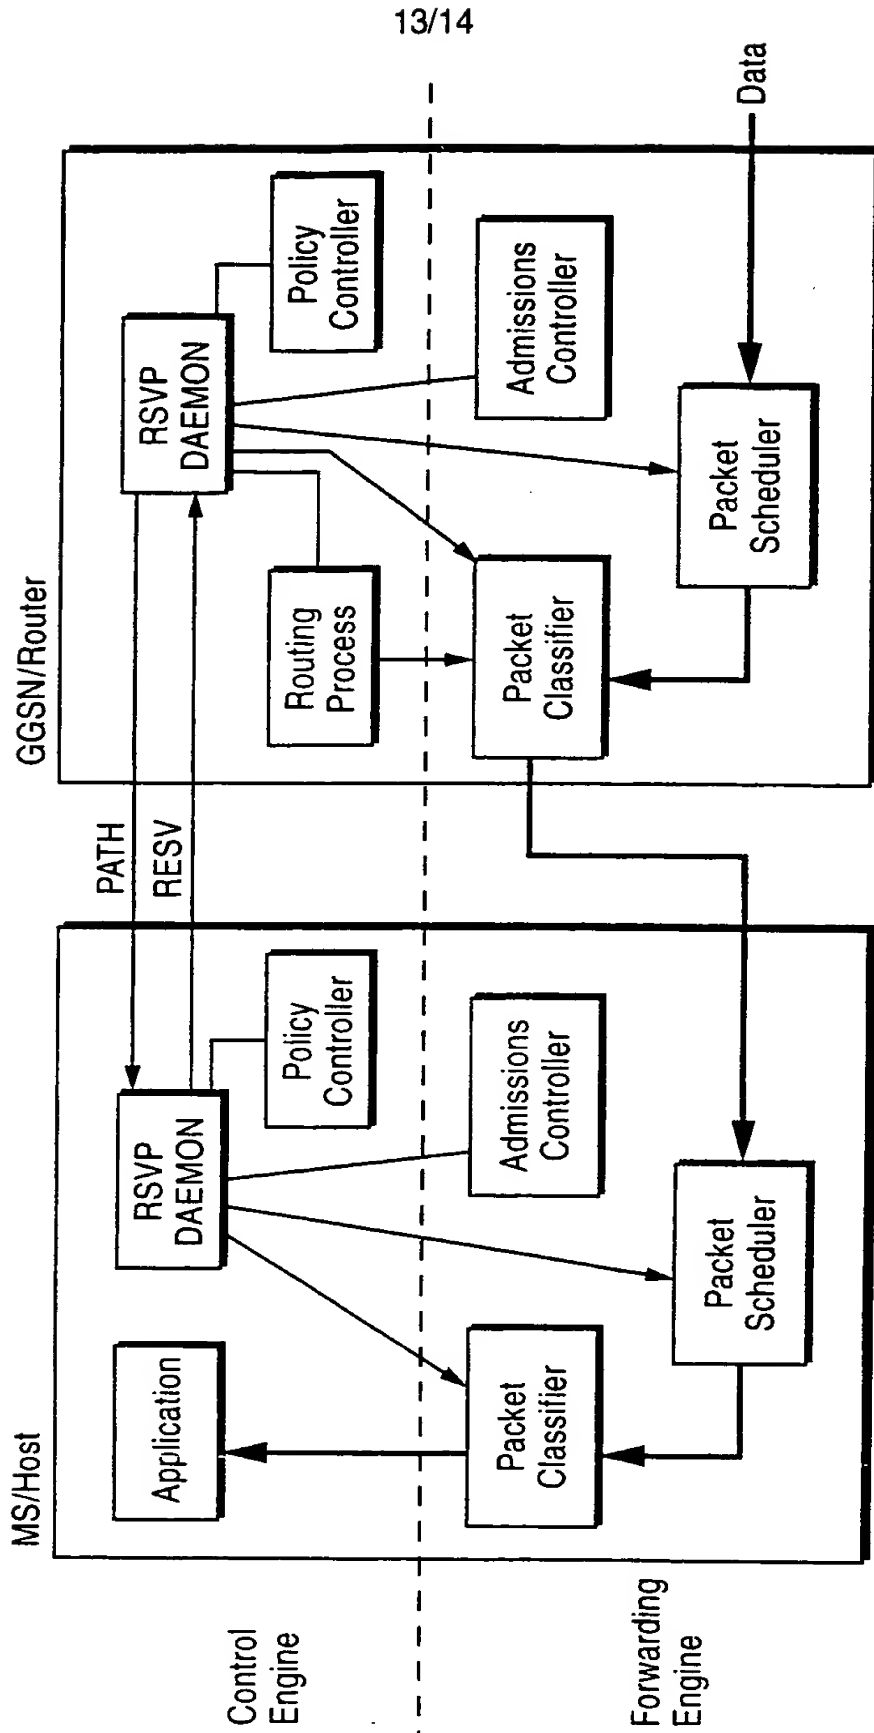 13/14
MS/Host
GGSN/Router
Control
Engine
Application
RSVP
DAEMON
Policy
Controller
PATH
RESV
RSVP
DAEMON
Policy
Controller
Routing
Process
Forwarding
Engine
Packet
Classifier
Admissions
Controller
Packet
Scheduler
Packet
Classifier
Admissions
Controller
Packet
Scheduler
Data